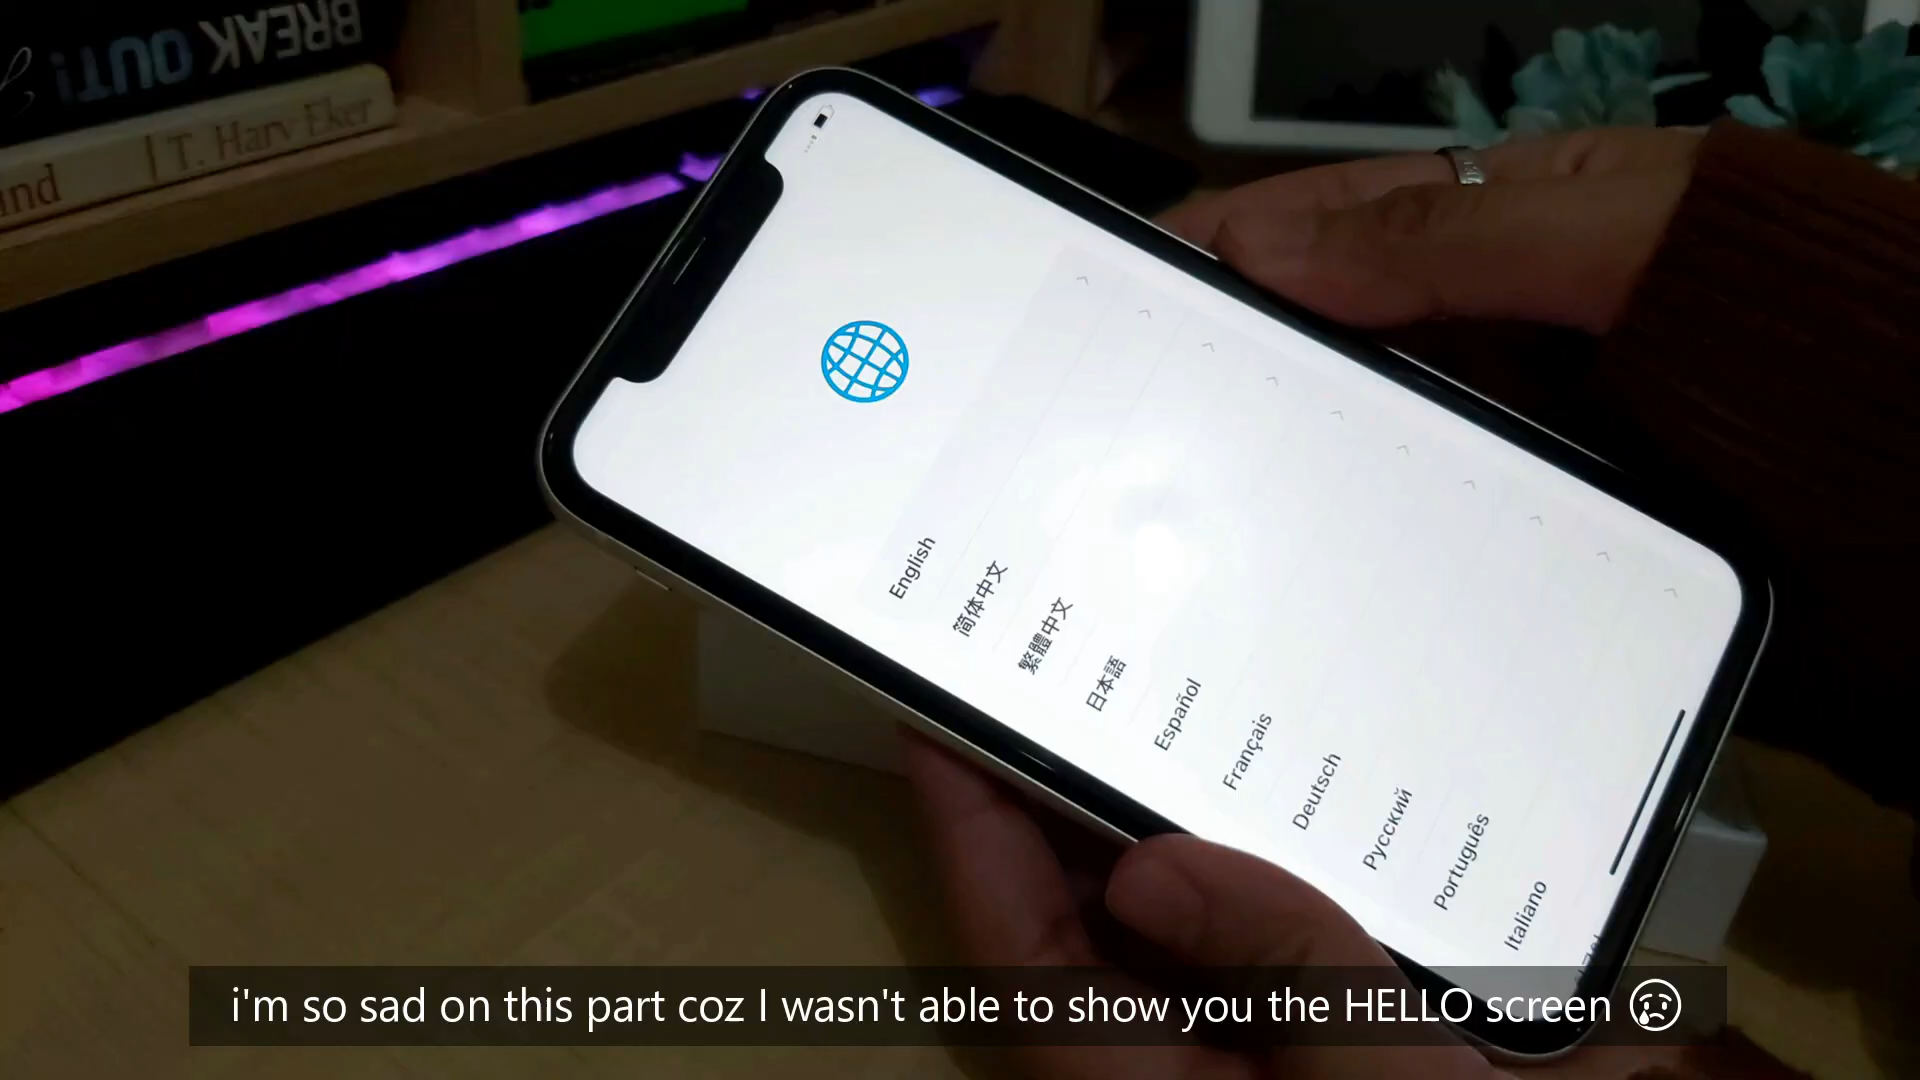 BREAK OUT!
T. Harv Eker
and
English
简体中文
繁體中文
日本語
Español
Français
Deutsch
Русский
Português
Italiano
i'm so sad on this part coz I wasn't able to show you the HELLO screen 😢